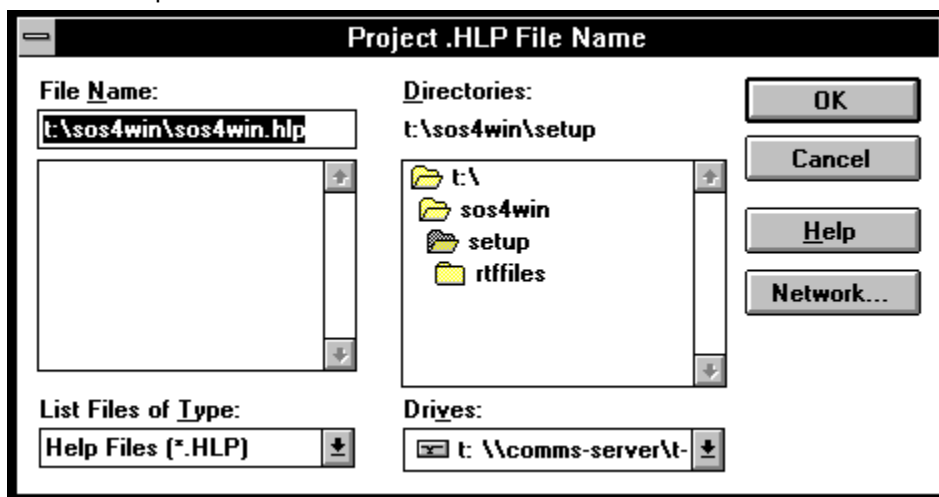 Project .HLP File Name
File Name:
t:\sos4win\sos4win.hlp
Directories:
t:\sos4win\setup
t:\
sos4win
setup
rtffiles
OK
Cancel
Help
Network...
List Files of Type:
Help Files (*.HLP)
Drives:
t: \\comms-server\t-